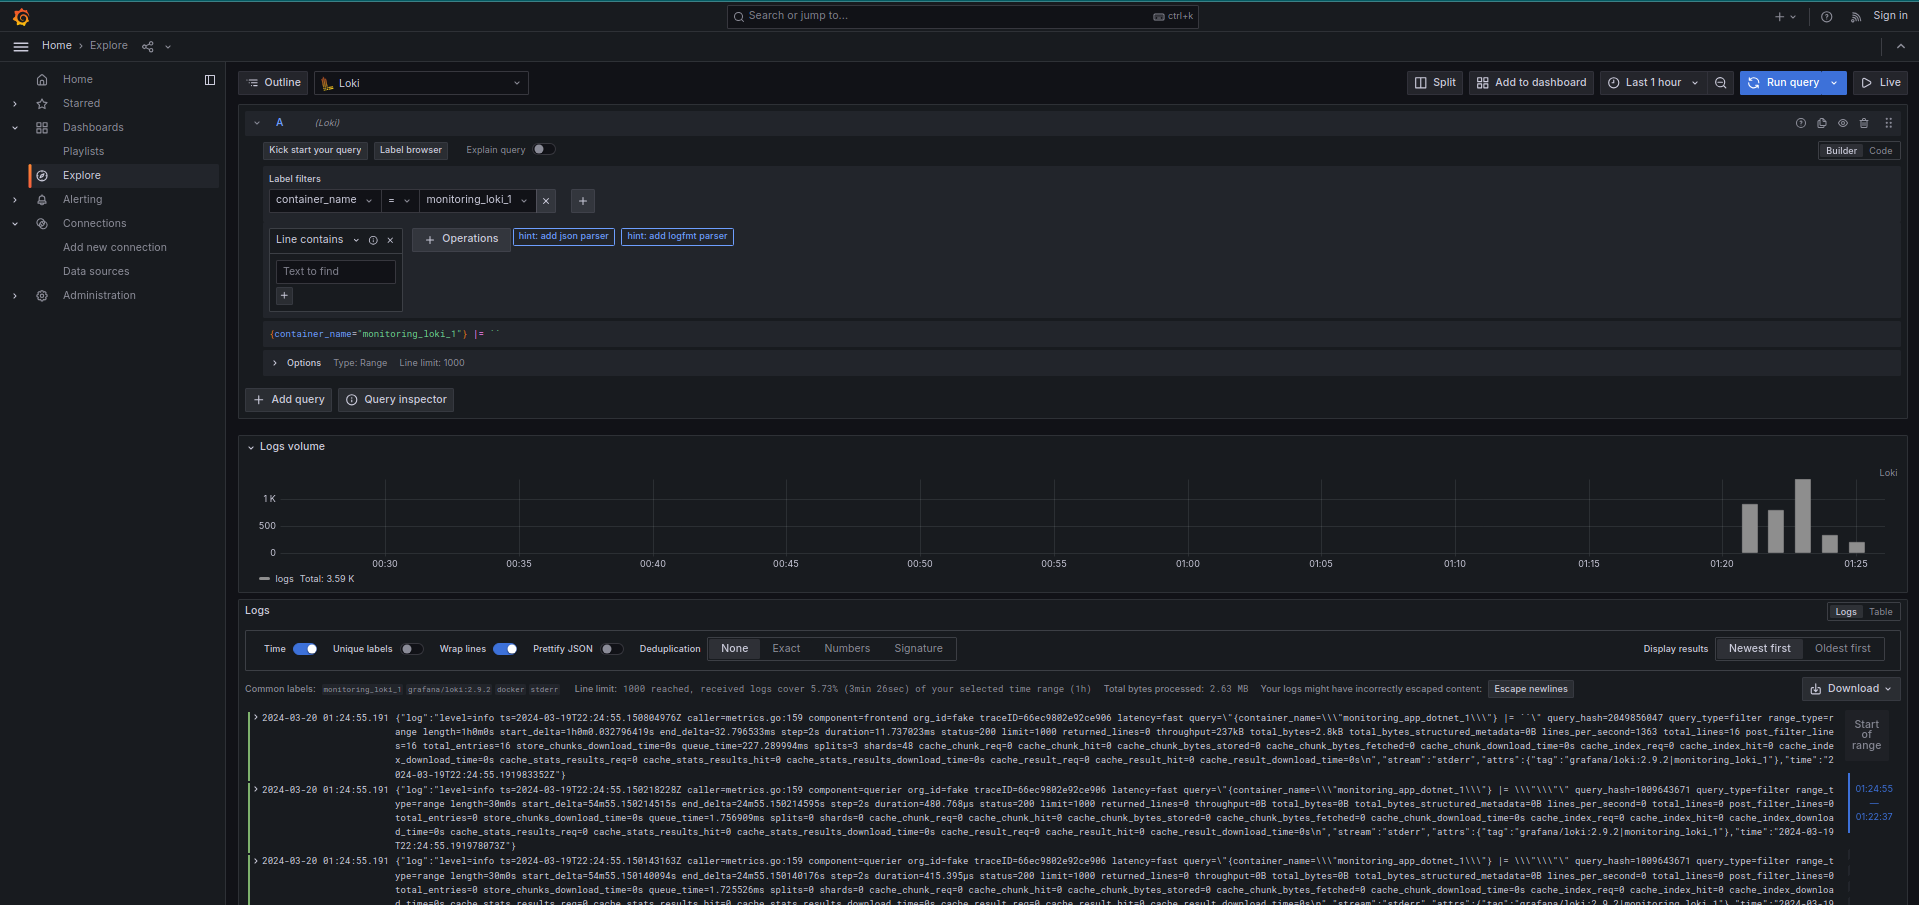 Search or jump to...
ctrl+k
Sign in
Home › Explore
Home
Starred
Dashboards
Playlists
Explore
Alerting
Connections
Add new connection
Data sources
Administration
Outline
Loki
Split
Add to dashboard
Last 1 hour
Run query
Live
A (Loki)
Kick start your query
Label browser
Explain query
Builder
Code
Label filters
container_name
=
monitoring_loki_1
Line contains
Operations
hint: add json parser
hint: add logfmt parser
Text to find
{container_name="monitoring_loki_1"} |= ``
Options Type: Range Line limit: 1000
Add query
Query inspector
Logs volume
Loki
1 K
500
0
00:30 00:35 00:40 00:45 00:50 00:55 01:00 01:05 01:10 01:15 01:20 01:25
logs Total: 3.59 K
Logs
Logs
Table
Time
Unique labels
Wrap lines
Prettify JSON
Deduplication
None Exact Numbers Signature
Display results
Newest first Oldest first
Common labels: monitoring_loki_1 grafana/loki:2.9.2 docker stderr Line limit: 1000 reached, received logs cover 5.73% (3min 26sec) of your selected time range (1h) Total bytes processed: 2.63 MB Your logs might have incorrectly escaped content: Escape newlines
Download
2024-03-20 01:24:55.191 {"log":"level=info ts=2024-03-19T22:24:55.150804976Z caller=metrics.go:159 component=frontend org_id=fake traceID=66ec9802e92ce906 latency=fast query=\"{container_name=\\\"monitoring_app_dotnet_1\\\"} |= ``\" query_hash=2049856047 query_type=filter range_type=ra
nge length=1h0m0s start_delta=1h0m0.032796419s end_delta=32.796533ms step=2s duration=11.737023ms status=200 limit=1000 returned_lines=0 throughput=237kB total_bytes=2.8kB total_bytes_structured_metadata=0B lines_per_second=1363 total_lines=16 post_filter_line
s=16 total_entries=16 store_chunks_download_time=0s queue_time=227.289994ms splits=3 shards=48 cache_chunk_req=0 cache_chunk_hit=0 cache_chunk_bytes_stored=0 cache_chunk_bytes_fetched=0 cache_chunk_download_time=0s cache_index_req=0 cache_index_hit=0 cache_inde
x_download_time=0s cache_stats_results_req=0 cache_stats_results_hit=0 cache_stats_results_download_time=0s cache_result_req=0 cache_result_hit=0 cache_result_download_time=0s\n","stream":"stderr","attrs":{"tag":"grafana/loki:2.9.2|monitoring_loki_1"},"time":"2
024-03-19T22:24:55.191983352Z"}
Start of range
2024-03-20 01:24:55.191 {"log":"level=info ts=2024-03-19T22:24:55.150218228Z caller=metrics.go:159 component=querier org_id=fake traceID=66ec9802e92ce906 latency=fast query=\"{container_name=\\\"monitoring_app_dotnet_1\\\"} |= \\\"\\\"\" query_hash=1009643671 query_type=filter range_t
ype=range length=30m0s start_delta=54m55.150214515s end_delta=24m55.150214595s step=2s duration=480.768µs status=200 limit=1000 returned_lines=0 throughput=0B total_bytes=0B total_bytes_structured_metadata=0B lines_per_second=0 total_lines=0 post_filter_lines=0
total_entries=0 store_chunks_download_time=0s queue_time=1.756909ms splits=0 shards=0 cache_chunk_req=0 cache_chunk_hit=0 cache_chunk_bytes_stored=0 cache_chunk_bytes_fetched=0 cache_chunk_download_time=0s cache_index_req=0 cache_index_hit=0 cache_index_downloa
d_time=0s cache_stats_results_req=0 cache_stats_results_hit=0 cache_stats_results_download_time=0s cache_result_req=0 cache_result_hit=0 cache_result_download_time=0s\n","stream":"stderr","attrs":{"tag":"grafana/loki:2.9.2|monitoring_loki_1"},"time":"2024-03-19
T22:24:55.191978073Z"}
01:24:55
—
01:22:37
2024-03-20 01:24:55.191 {"log":"level=info ts=2024-03-19T22:24:55.150143163Z caller=metrics.go:159 component=querier org_id=fake traceID=66ec9802e92ce906 latency=fast query=\"{container_name=\\\"monitoring_app_dotnet_1\\\"} |= \\\"\\\"\" query_hash=1009643671 query_type=filter range_t
ype=range length=30m0s start_delta=24m55.150140094s end_delta=24m55.150140176s step=2s duration=415.395µs status=200 limit=1000 returned_lines=0 throughput=0B total_bytes=0B total_bytes_structured_metadata=0B lines_per_second=0 total_lines=0 post_filter_lines=0
total_entries=0 store_chunks_download_time=0s queue_time=1.725526ms splits=0 shards=0 cache_chunk_req=0 cache_chunk_hit=0 cache_chunk_bytes_stored=0 cache_chunk_bytes_fetched=0 cache_chunk_download_time=0s cache_index_req=0 cache_index_hit=0 cache_index_downloa